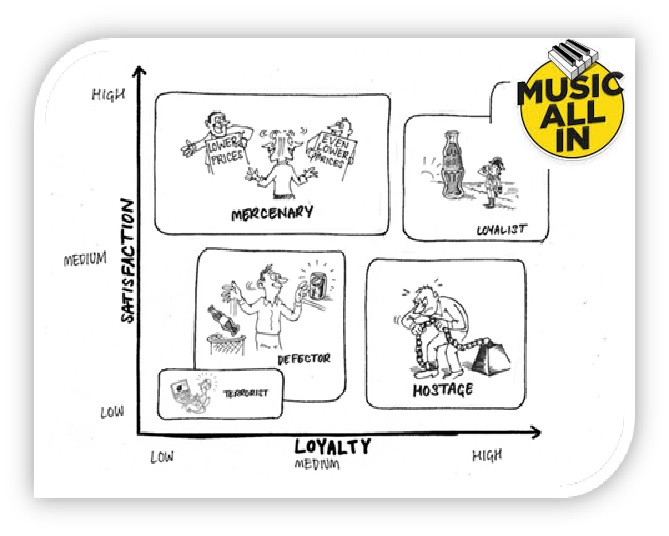 MUSIC
ALL
IN
HIGH
LOWER
PRICES
EVEN
LOWER
PRICES
MERCENARY
LOYALIST
SATISFACTION
MEDIUM
DEFECTOR
TERRORIST
HOSTAGE
LOW
LOYALTY
LOW
MEDIUM
HIGH